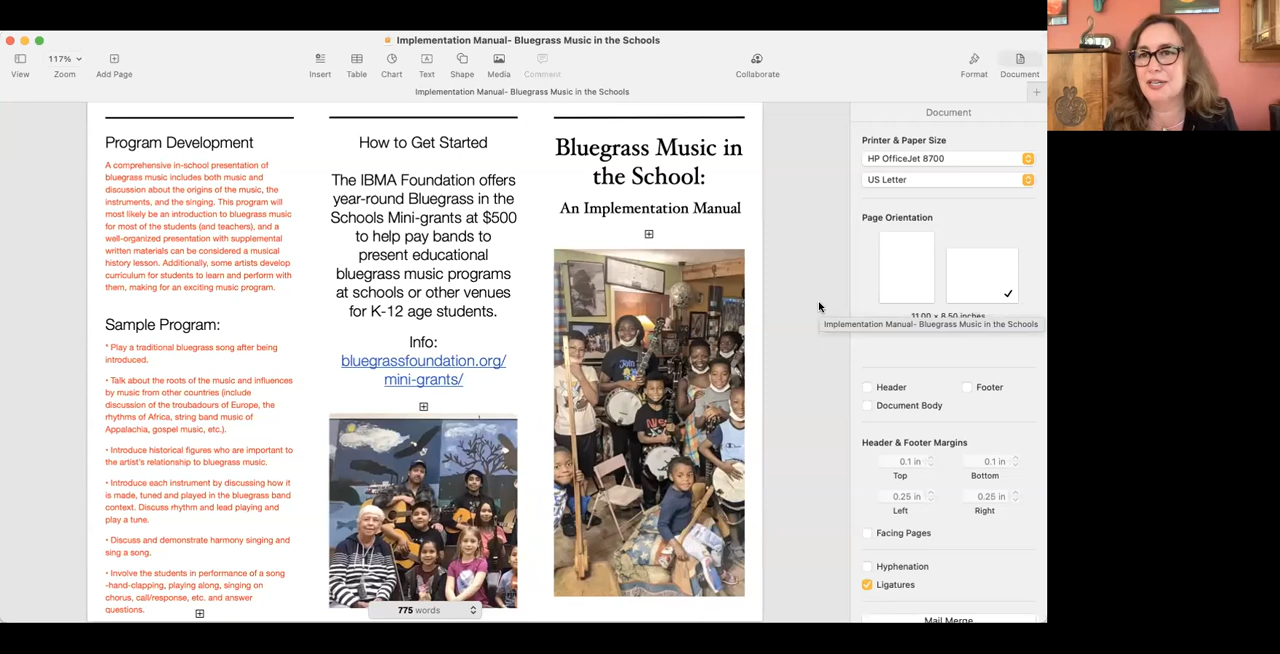 Implementation Manual- Bluegrass Music in the Schools
117%
View
Zoom
Add Page
Insert
Table
Chart
Text
Shape
Media
Comment
Collaborate
Format
Document
Implementation Manual- Bluegrass Music in the Schools
Program Development
A comprehensive in-school presentation of
bluegrass music includes both music and
discussion about the origins of the music, the
instruments, and the singing. This program will
most likely be an introduction to bluegrass music
for most of the students (and teachers), and a
well-organized presentation with supplemental
written materials can be considered a musical
history lesson. Additionally, some artists develop
curriculum for students to learn and perform with
them, making for an exciting music program.
Sample Program:
* Play a traditional bluegrass song after being
introduced.
• Talk about the roots of the music and influences
by music from other countries (include
discussion of the troubadours of Europe, the
rhythms of Africa, string band music of
Appalachia, gospel music, etc.).
• Introduce historical figures who are important to
the artist's relationship to bluegrass music.
• Introduce each instrument by discussing how it
is made, tuned and played in the bluegrass band
context. Discuss rhythm and lead playing and
play a tune.
• Discuss and demonstrate harmony singing and
sing a song.
• Involve the students in performance of a song
-hand-clapping, playing along, singing on
chorus, call/response, etc. and answer
questions.
How to Get Started
The IBMA Foundation offers
year-round Bluegrass in the
Schools Mini-grants at $500
to help pay bands to
present educational
bluegrass music programs
at schools or other venues
for K-12 age students.
Info:
bluegrassfoundation.org/
mini-grants/
775 words
Bluegrass Music in
the School:
An Implementation Manual
Document
Printer & Paper Size
HP OfficeJet 8700
US Letter
Page Orientation
11.00 x 8.50 inches
Implementation Manual- Bluegrass Music in the Schools
Header
Footer
Document Body
Header & Footer Margins
0.1 in
0.1 in
Top
Bottom
0.25 in
0.25 in
Left
Right
Facing Pages
Hyphenation
Ligatures
Mail Merge